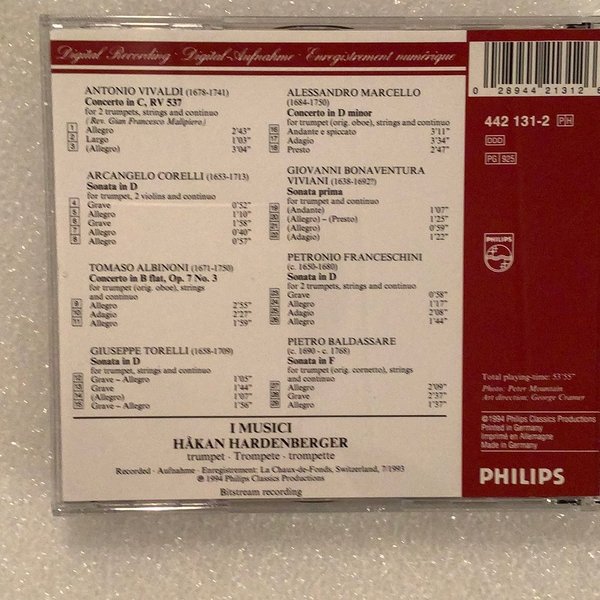 Digital Recording · Digital-Aufnahme · Enregistrement numérique
ANTONIO VIVALDI (1678-1741)
Concerto in C, RV 537
for 2 trumpets, strings and continuo
(Rev. Gian Francesco Malipiero)
1 Allegro 2'43"
2 Largo 1'03"
3 (Allegro) 3'04"
ARCANGELO CORELLI (1653-1713)
Sonata in D
for trumpet, 2 violins and continuo
4 Grave 0'52"
5 Allegro 1'10"
6 Grave 1'58"
7 Allegro 0'40"
8 Allegro 0'57"
TOMASO ALBINONI (1671-1750)
Concerto in B flat, Op. 7 No. 3
for trumpet (orig. oboe), strings
and continuo
9 Allegro 2'55"
10 Adagio 2'27"
11 Allegro 1'59"
GIUSEPPE TORELLI (1658-1709)
Sonata in D
for trumpet, strings and continuo
12 Grave – Allegro 1'05"
13 Grave 1'44"
14 (Allegro) 1'07"
15 Grave – Allegro 1'56"
ALESSANDRO MARCELLO
(1684-1750)
Concerto in D minor
for trumpet (orig. oboe), strings and continuo
16 Andante e spiccato 3'11"
17 Adagio 3'34"
18 Presto 2'47"
GIOVANNI BONAVENTURA
VIVIANI (1638-1692?)
Sonata prima
for trumpet and continuo
19 (Andante) 1'07"
20 (Allegro) – (Presto) 1'25"
21 (Allegro) 0'59"
22 (Adagio) 1'22"
PETRONIO FRANCESCHINI
(c. 1650-1680)
Sonata in D
for 2 trumpets, strings and continuo
23 Grave 0'58"
24 Allegro 1'17"
25 Adagio 2'08"
26 Allegro 1'44"
PIETRO BALDASSARE
(c. 1690 - c. 1768)
Sonata in F
for trumpet (orig. cornetto), strings
and continuo
27 Allegro 2'09"
28 Grave 2'37"
29 Allegro 1'37"
I MUSICI
HÅKAN HARDENBERGER
trumpet · Trompete · trompette
Recorded · Aufnahme · Enregistrement: La Chaux-de-Fonds, Switzerland, 7/1993
℗ 1994 Philips Classics Productions
Bitstream recording
0 28944 21312 8
442 131-2 PH
DDD
PG 925
PHILIPS
Total playing-time: 53'55"
Photo: Peter Mountain
Art direction: George Cramer
©1994 Philips Classics Productions
Printed in Germany
Imprimé en Allemagne
Made in Germany
PHILIPS